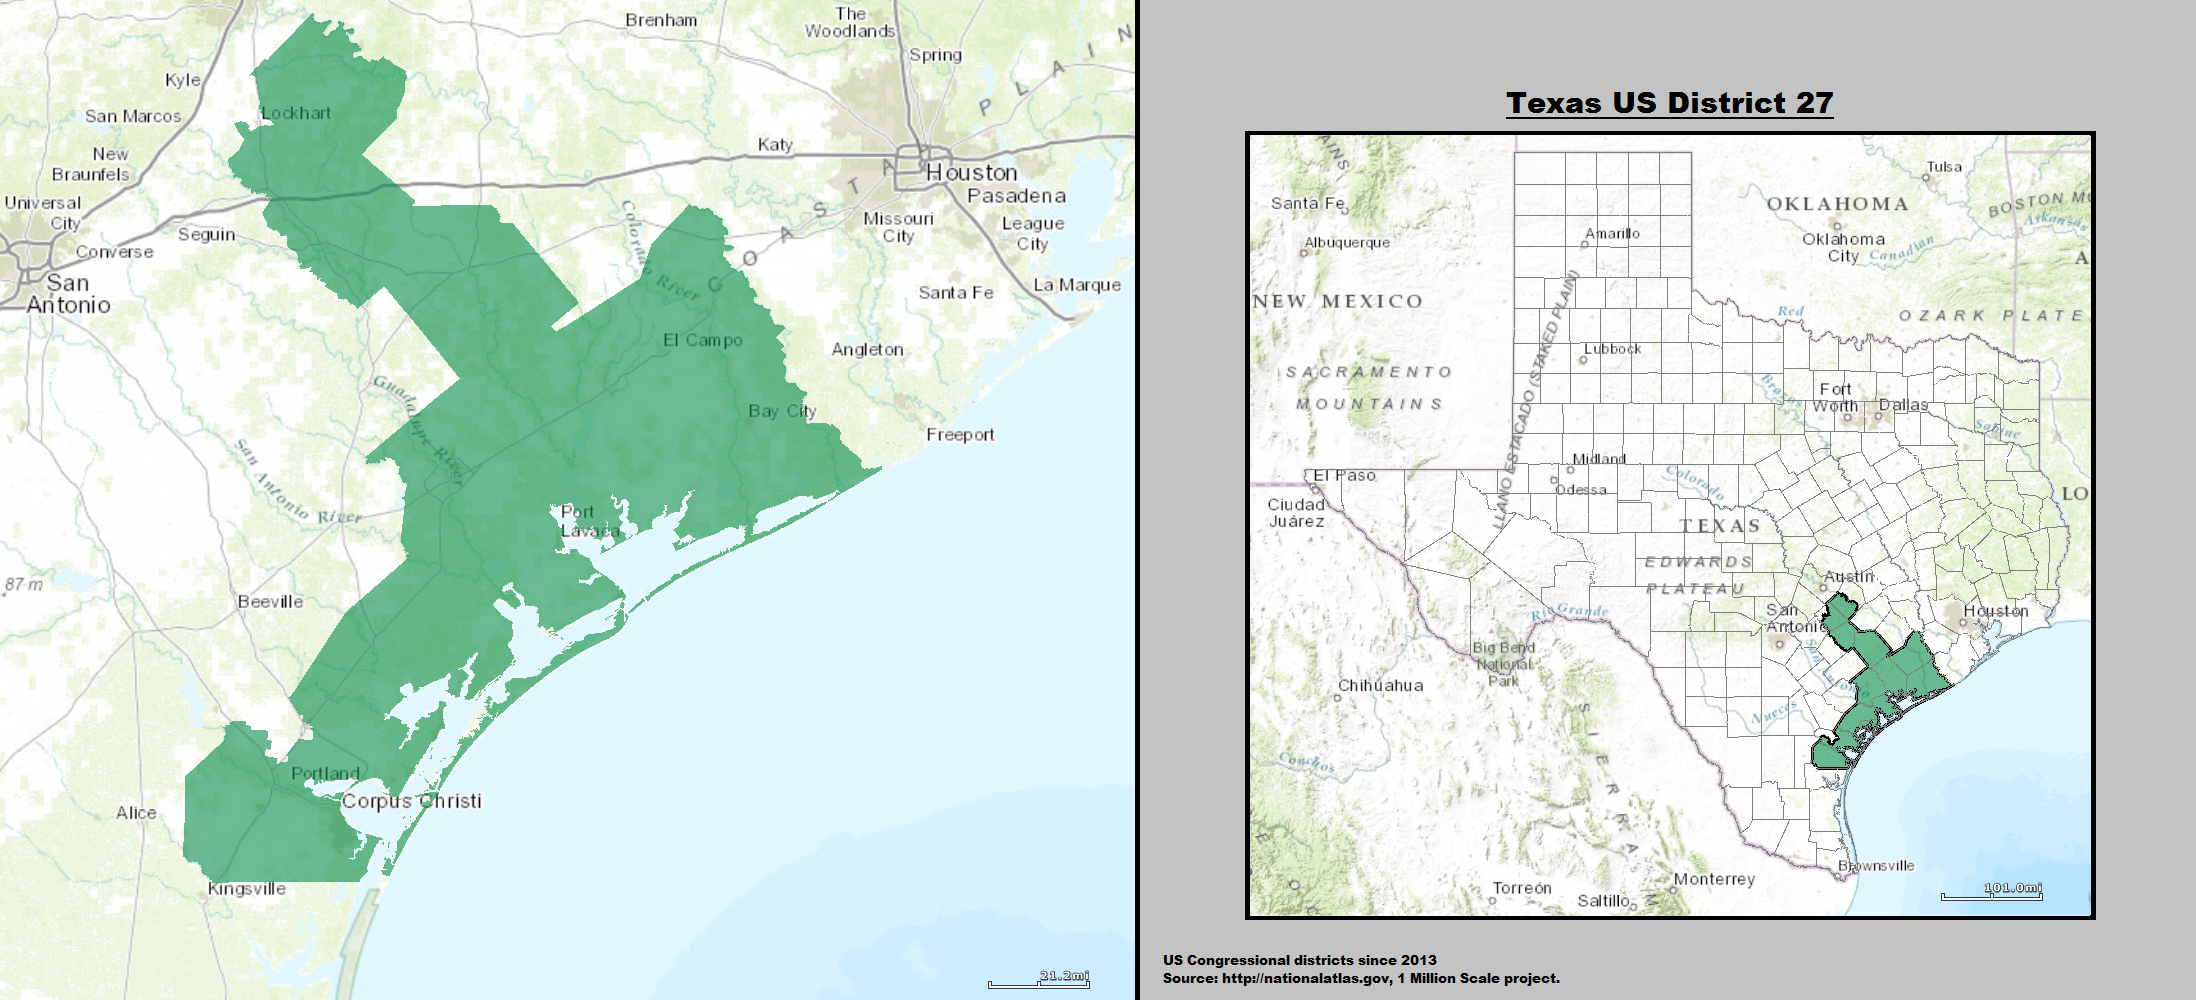 Brenham
The
Woodlands
Spring
Kyle
Lockhart
San Marcos
Katy
New
Braunfels
Houston
Pasadena
Universal
City
Seguin
Converse
Missouri
City
League
City
San
Antonio
Santa Fe
La Marque
COASTAL PLAIN
Colorado River
River
El Campo
Angleton
Bay City
Freeport
Guadalupe River
San Antonio River
Port
Lavaca
87 m
Beeville
Portland
Corpus Christi
Alice
Kingsville
21.2mi
Texas US District 27
AINS
Tulsa
Santa Fe
OKLAHOMA
BOSTON MO
Arkansas
Albuquerque
Amarillo
Oklahoma
City
Canadian
A
NEW MEXICO
LLANO ESTACADO (STAKED PLAIN)
Red
OZARK PLATE
Lubbock
SACRAMENTO
MOUNTAINS
Brazos
Fort
Worth
Dallas
Sabine
Midland
Odessa
Colorado
El Paso
Ciudad
Juárez
LO
TEXAS
EDWARDS
PLATEAU
Austin
Rio Grande
San
Antonio
Houston
Big Bend
National
Park
San Antonio
Chihuahua
Nueces
Conchos
SIERRA M
Brownsville
Monterrey
Torreón
Saltillo
101.0mi
US Congressional districts since 2013
Source: http://nationalatlas.gov, 1 Million Scale project.